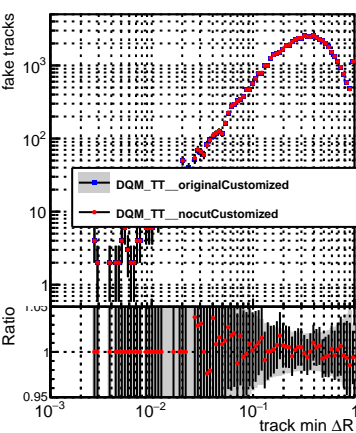 fake tracks
10³
10²
10
1
DQM_TT__originalCustomized
DQM_TT__nocutCustomized
Ratio
1.05
1
0.95
10⁻³ 10⁻² 10⁻¹ 1
track min ΔR